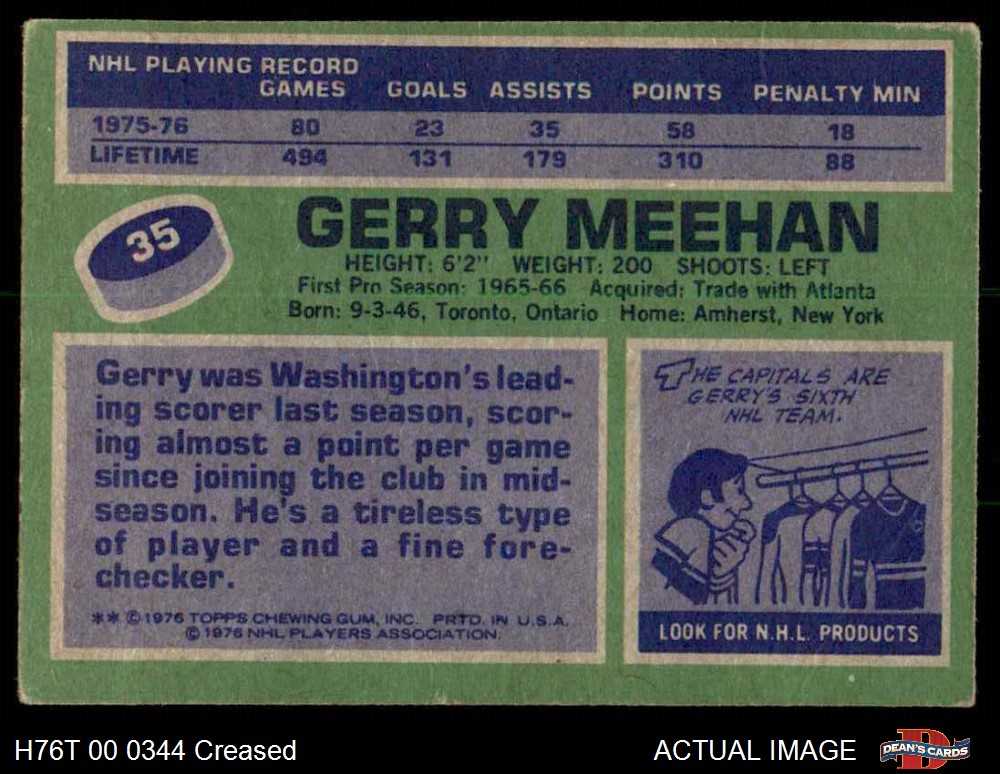 NHL PLAYING RECORD
GAMES GOALS ASSISTS POINTS PENALTY MIN
1975-76 80 23 35 58 18
LIFETIME 494 131 179 310 88
35
GERRY MEEHAN
HEIGHT: 6'2" WEIGHT: 200 SHOOTS: LEFT
First Pro Season: 1965-66 Acquired: Trade with Atlanta
Born: 9-3-46, Toronto, Ontario Home: Amherst, New York
Gerry was Washington's lead-
ing scorer last season, scor-
ing almost a point per game
since joining the club in mid-
season. He's a tireless type
of player and a fine fore-
checker.
** © 1976 TOPPS CHEWING GUM, INC. PRTD. IN U.S.A.
© 1976 NHL PLAYERS ASSOCIATION.
THE CAPITALS ARE
GERRY'S SIXTH
NHL TEAM.
LOOK FOR N.H.L. PRODUCTS
H76T 00 0344 Creased
ACTUAL IMAGE
D
DEAN'S CARDS